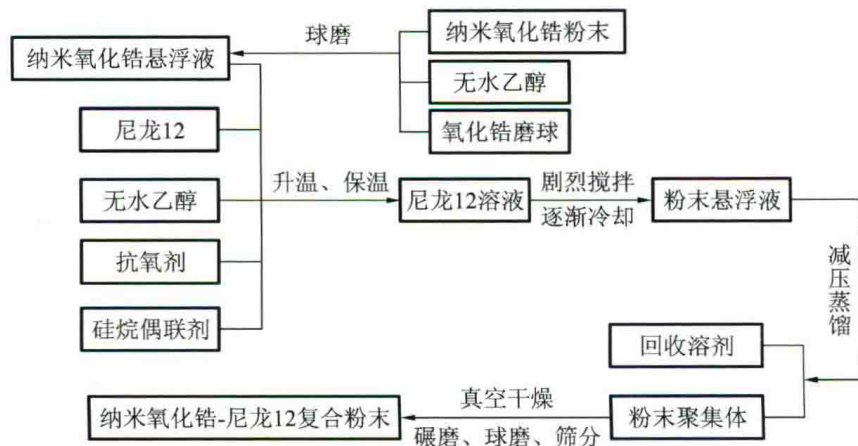 球磨
纳米氧化锆粉末
纳米氧化锆悬浮液
无水乙醇
氧化锆磨球
尼龙12
无水乙醇
抗氧剂
硅烷偶联剂
升温、保温
尼龙12溶液
剧烈搅拌
逐渐冷却
粉末悬浮液
减压蒸馏
回收溶剂
粉末聚集体
真空干燥
碾磨、球磨、筛分
纳米氧化锆-尼龙12复合粉末